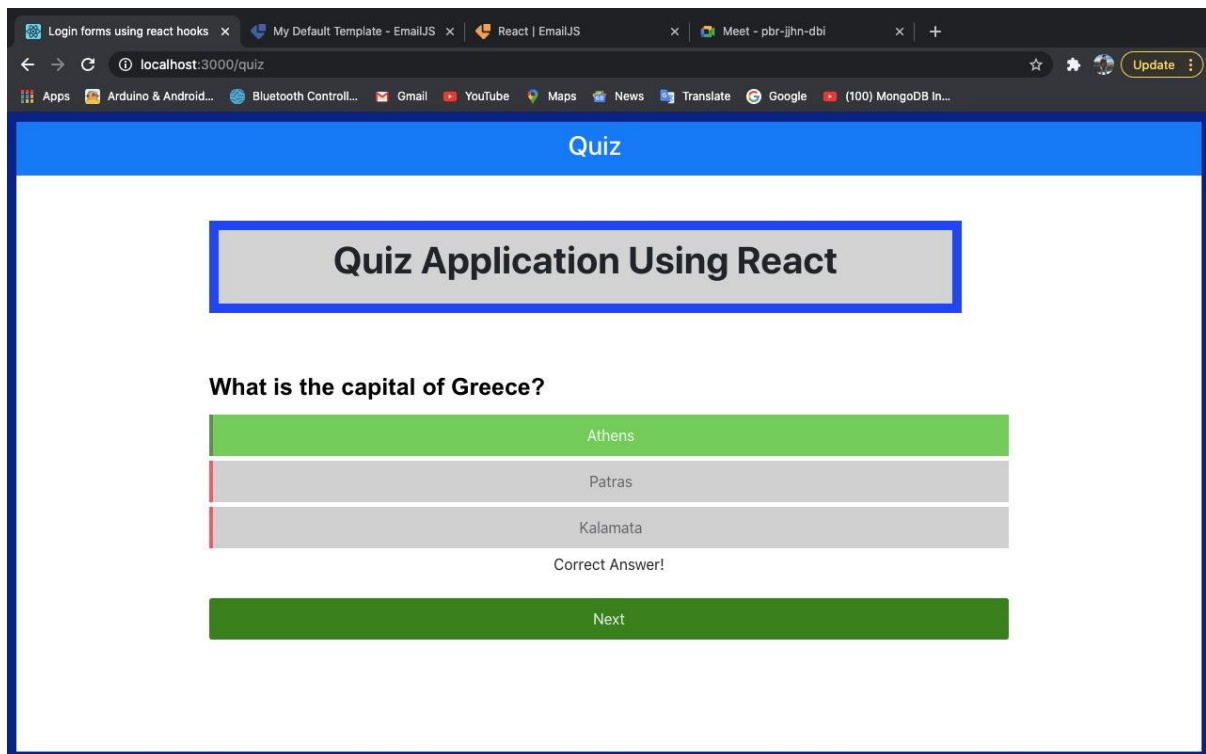 Login forms using react hooks
My Default Template - EmailJS
React | EmailJS
Meet - pbr-jjhn-dbi
localhost:3000/quiz
Update
Apps
Arduino & Android...
Bluetooth Controll...
Gmail
YouTube
Maps
News
Translate
Google
(100) MongoDB In...
Quiz
Quiz Application Using React
What is the capital of Greece?
Athens
Patras
Kalamata
Correct Answer!
Next